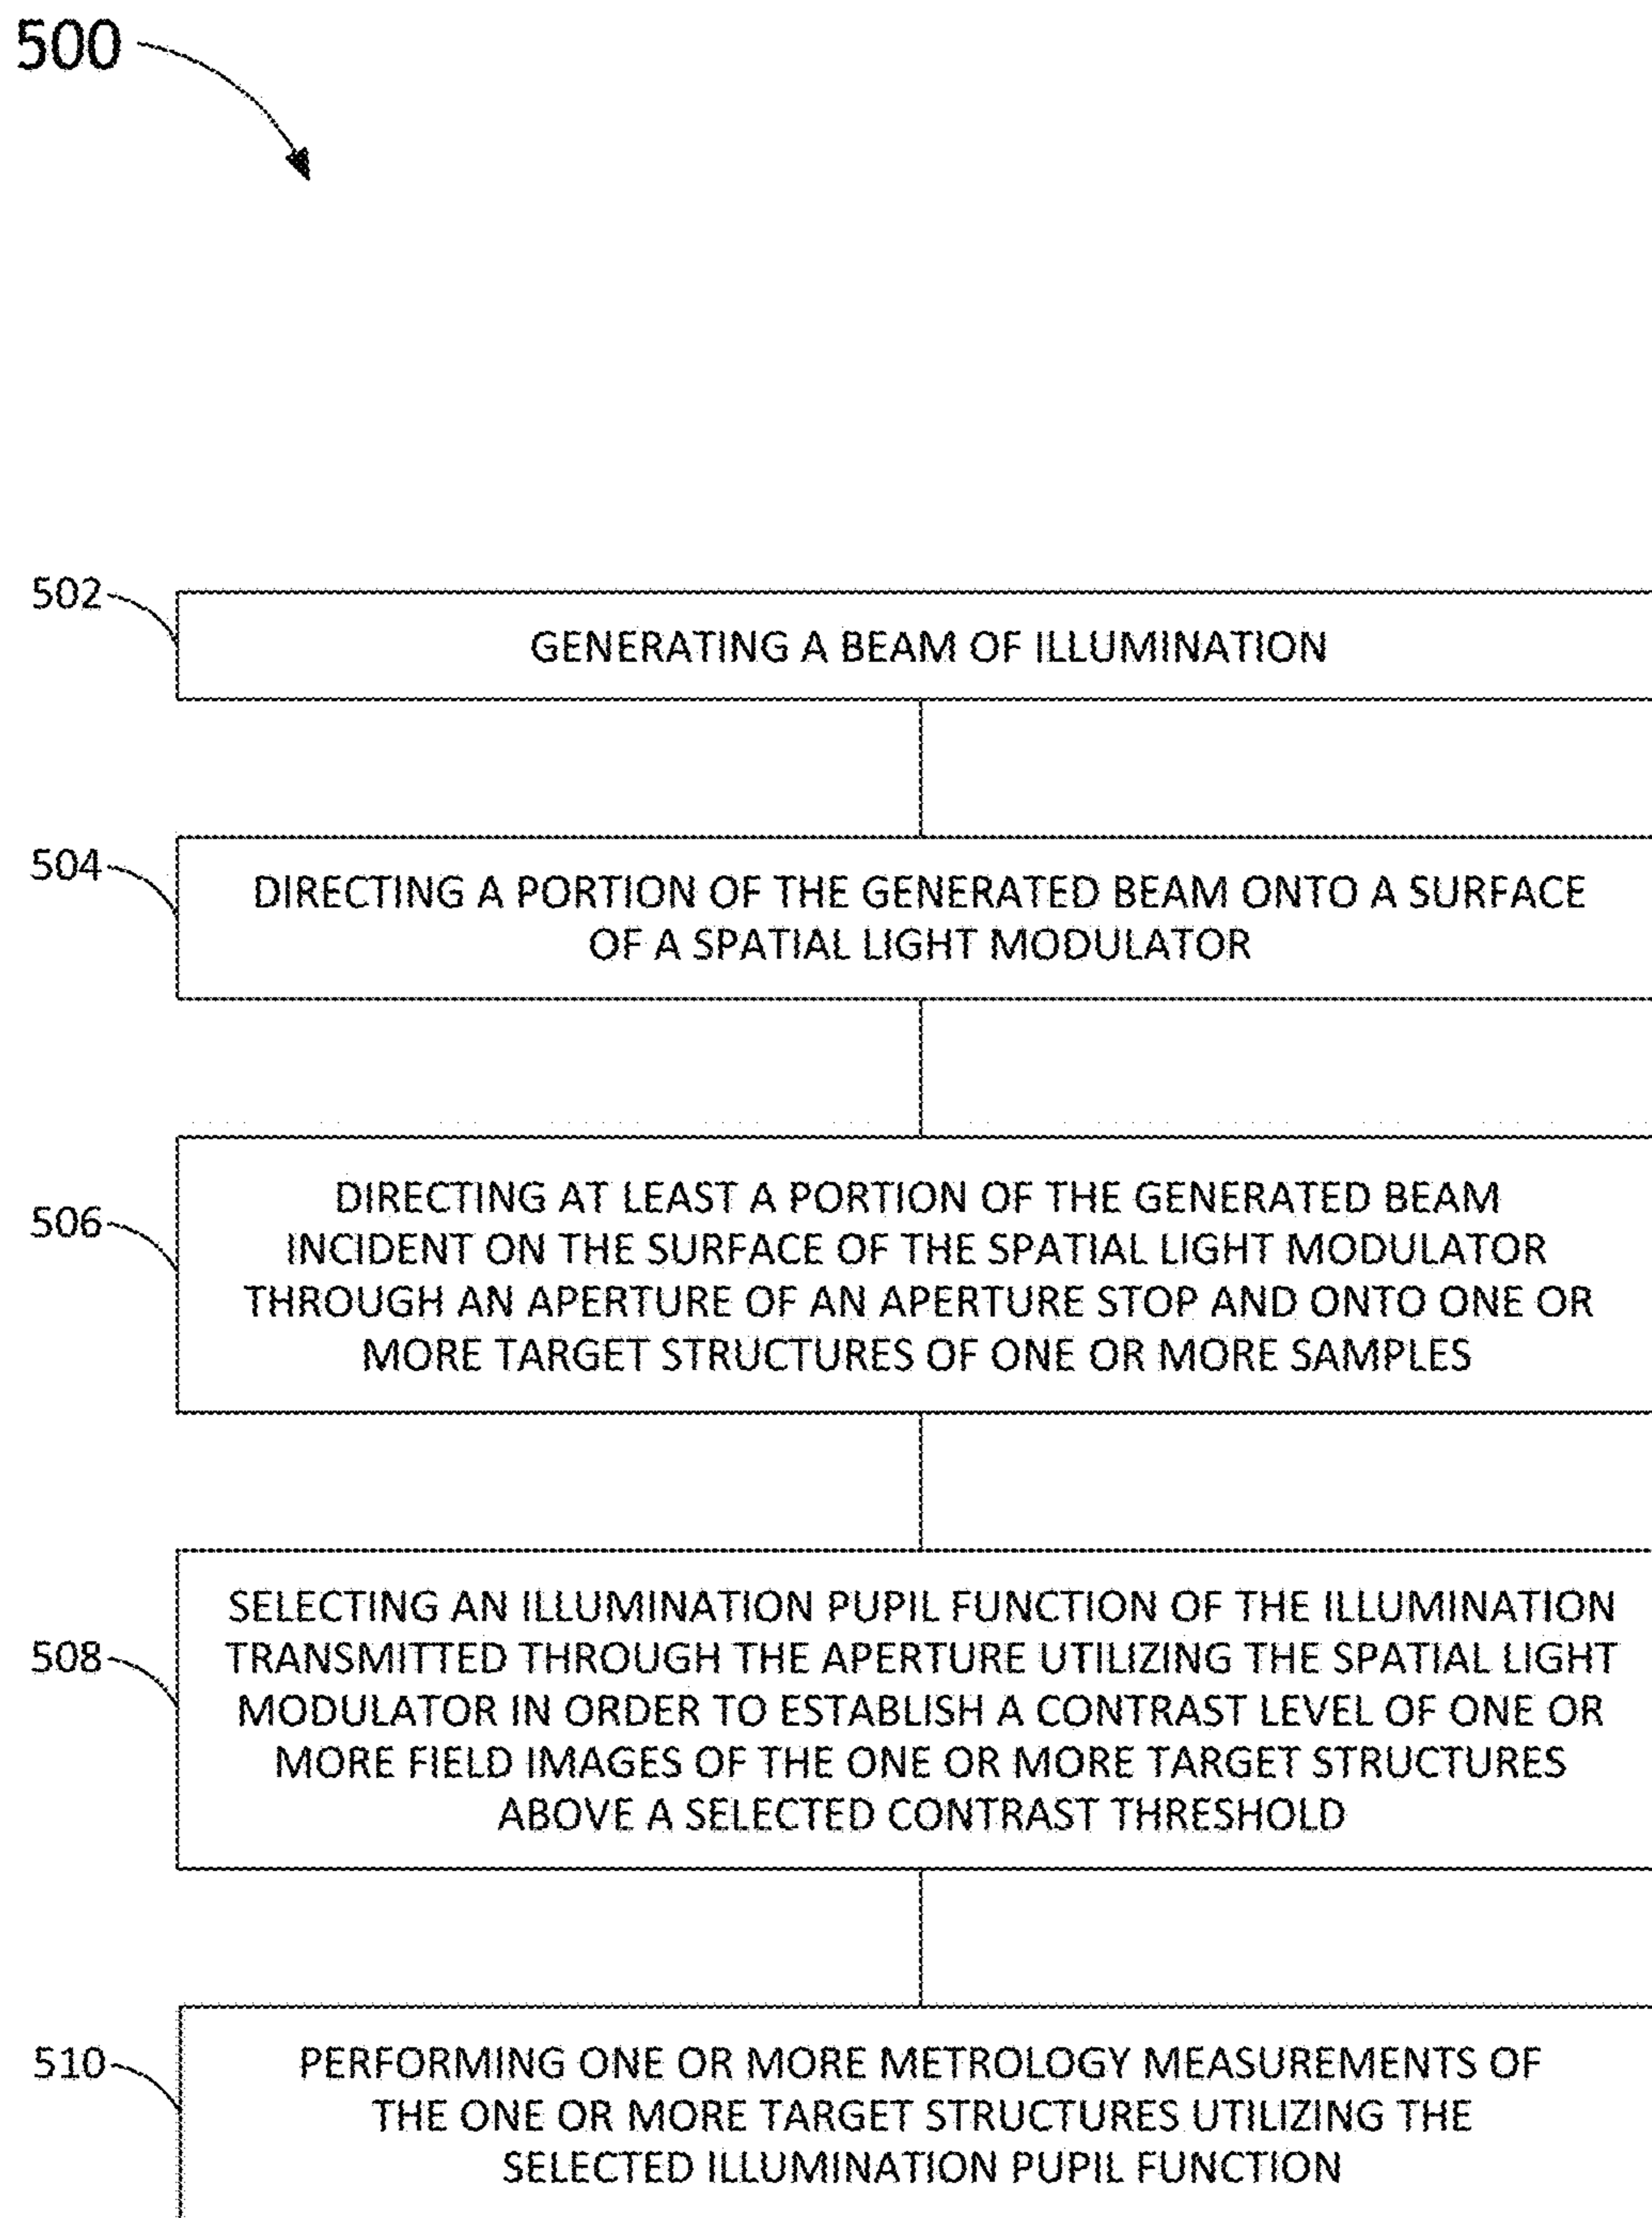 500
502
GENERATING A BEAM OF ILLUMINATION
504
DIRECTING A PORTION OF THE GENERATED BEAM ONTO A SURFACE
OF A SPATIAL LIGHT MODULATOR
506
DIRECTING AT LEAST A PORTION OF THE GENERATED BEAM
INCIDENT ON THE SURFACE OF THE SPATIAL LIGHT MODULATOR
THROUGH AN APERTURE OF AN APERTURE STOP AND ONTO ONE OR
MORE TARGET STRUCTURES OF ONE OR MORE SAMPLES
508
SELECTING AN ILLUMINATION PUPIL FUNCTION OF THE ILLUMINATION
TRANSMITTED THROUGH THE APERTURE UTILIZING THE SPATIAL LIGHT
MODULATOR IN ORDER TO ESTABLISH A CONTRAST LEVEL OF ONE OR
MORE FIELD IMAGES OF THE ONE OR MORE TARGET STRUCTURES
ABOVE A SELECTED CONTRAST THRESHOLD
510
PERFORMING ONE OR MORE METROLOGY MEASUREMENTS OF
THE ONE OR MORE TARGET STRUCTURES UTILIZING THE
SELECTED ILLUMINATION PUPIL FUNCTION